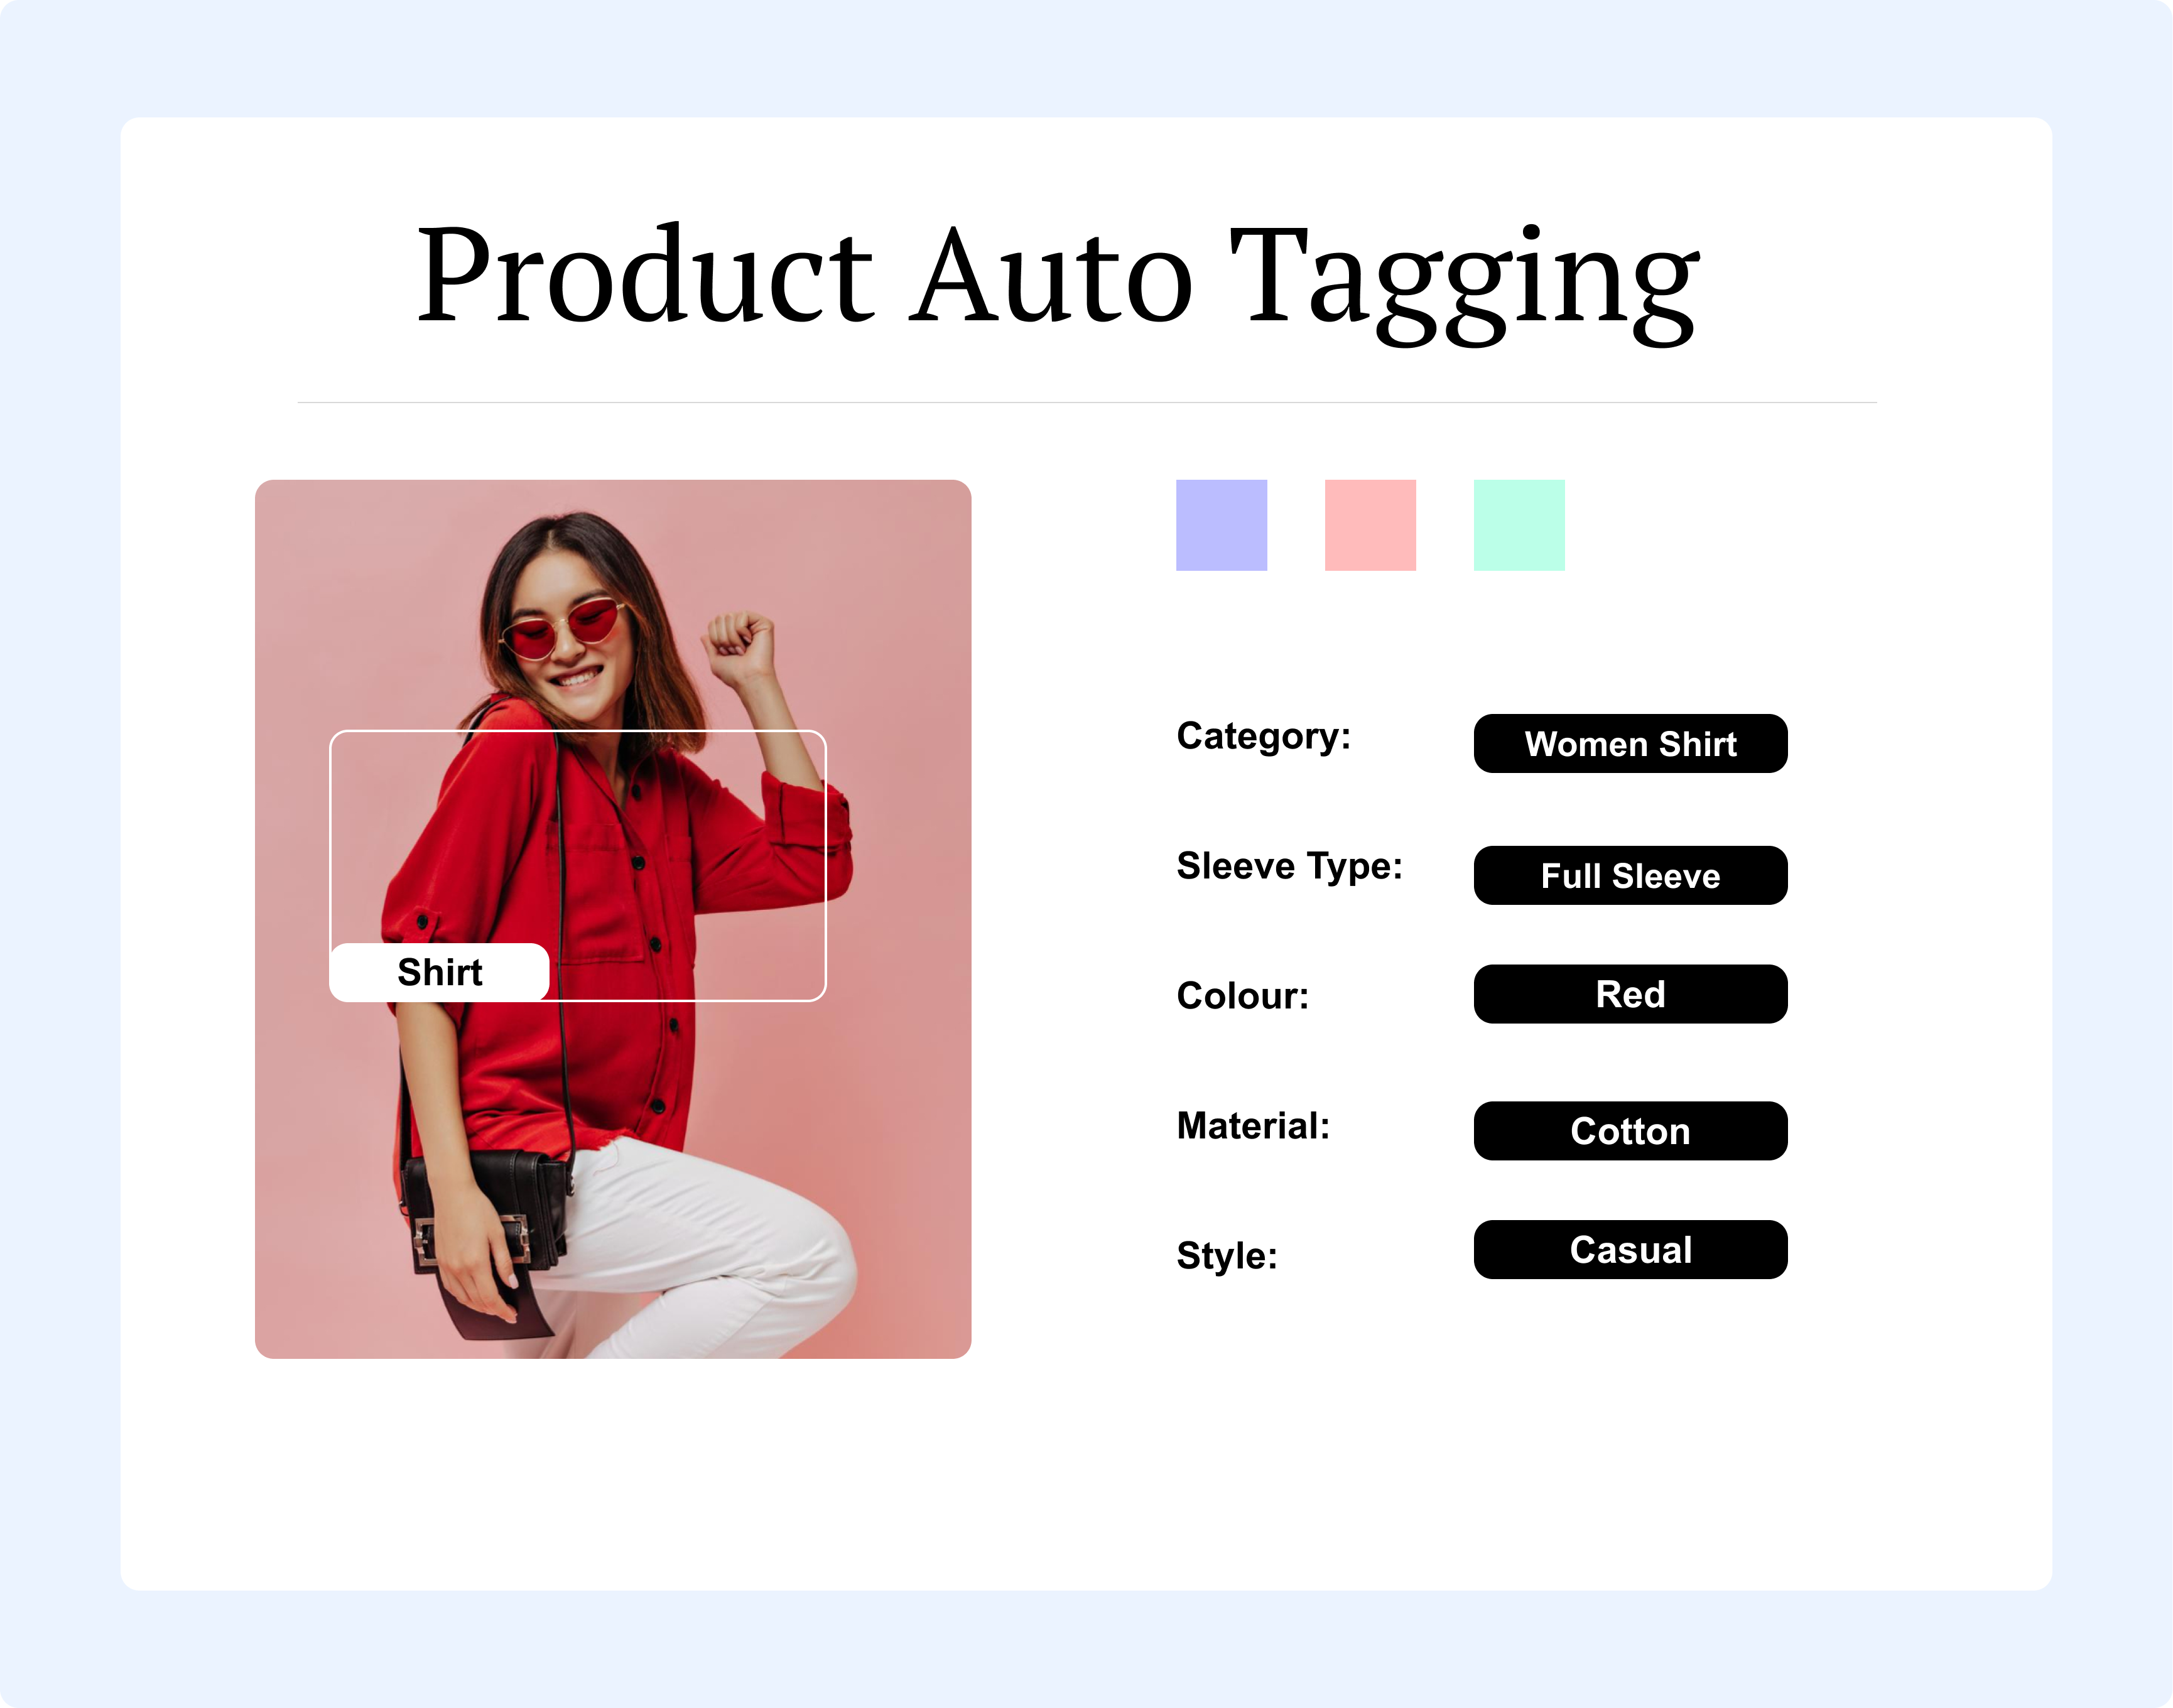 Product Auto Tagging
Shirt
Category: Women Shirt
Sleeve Type: Full Sleeve
Colour: Red
Material: Cotton
Style: Casual